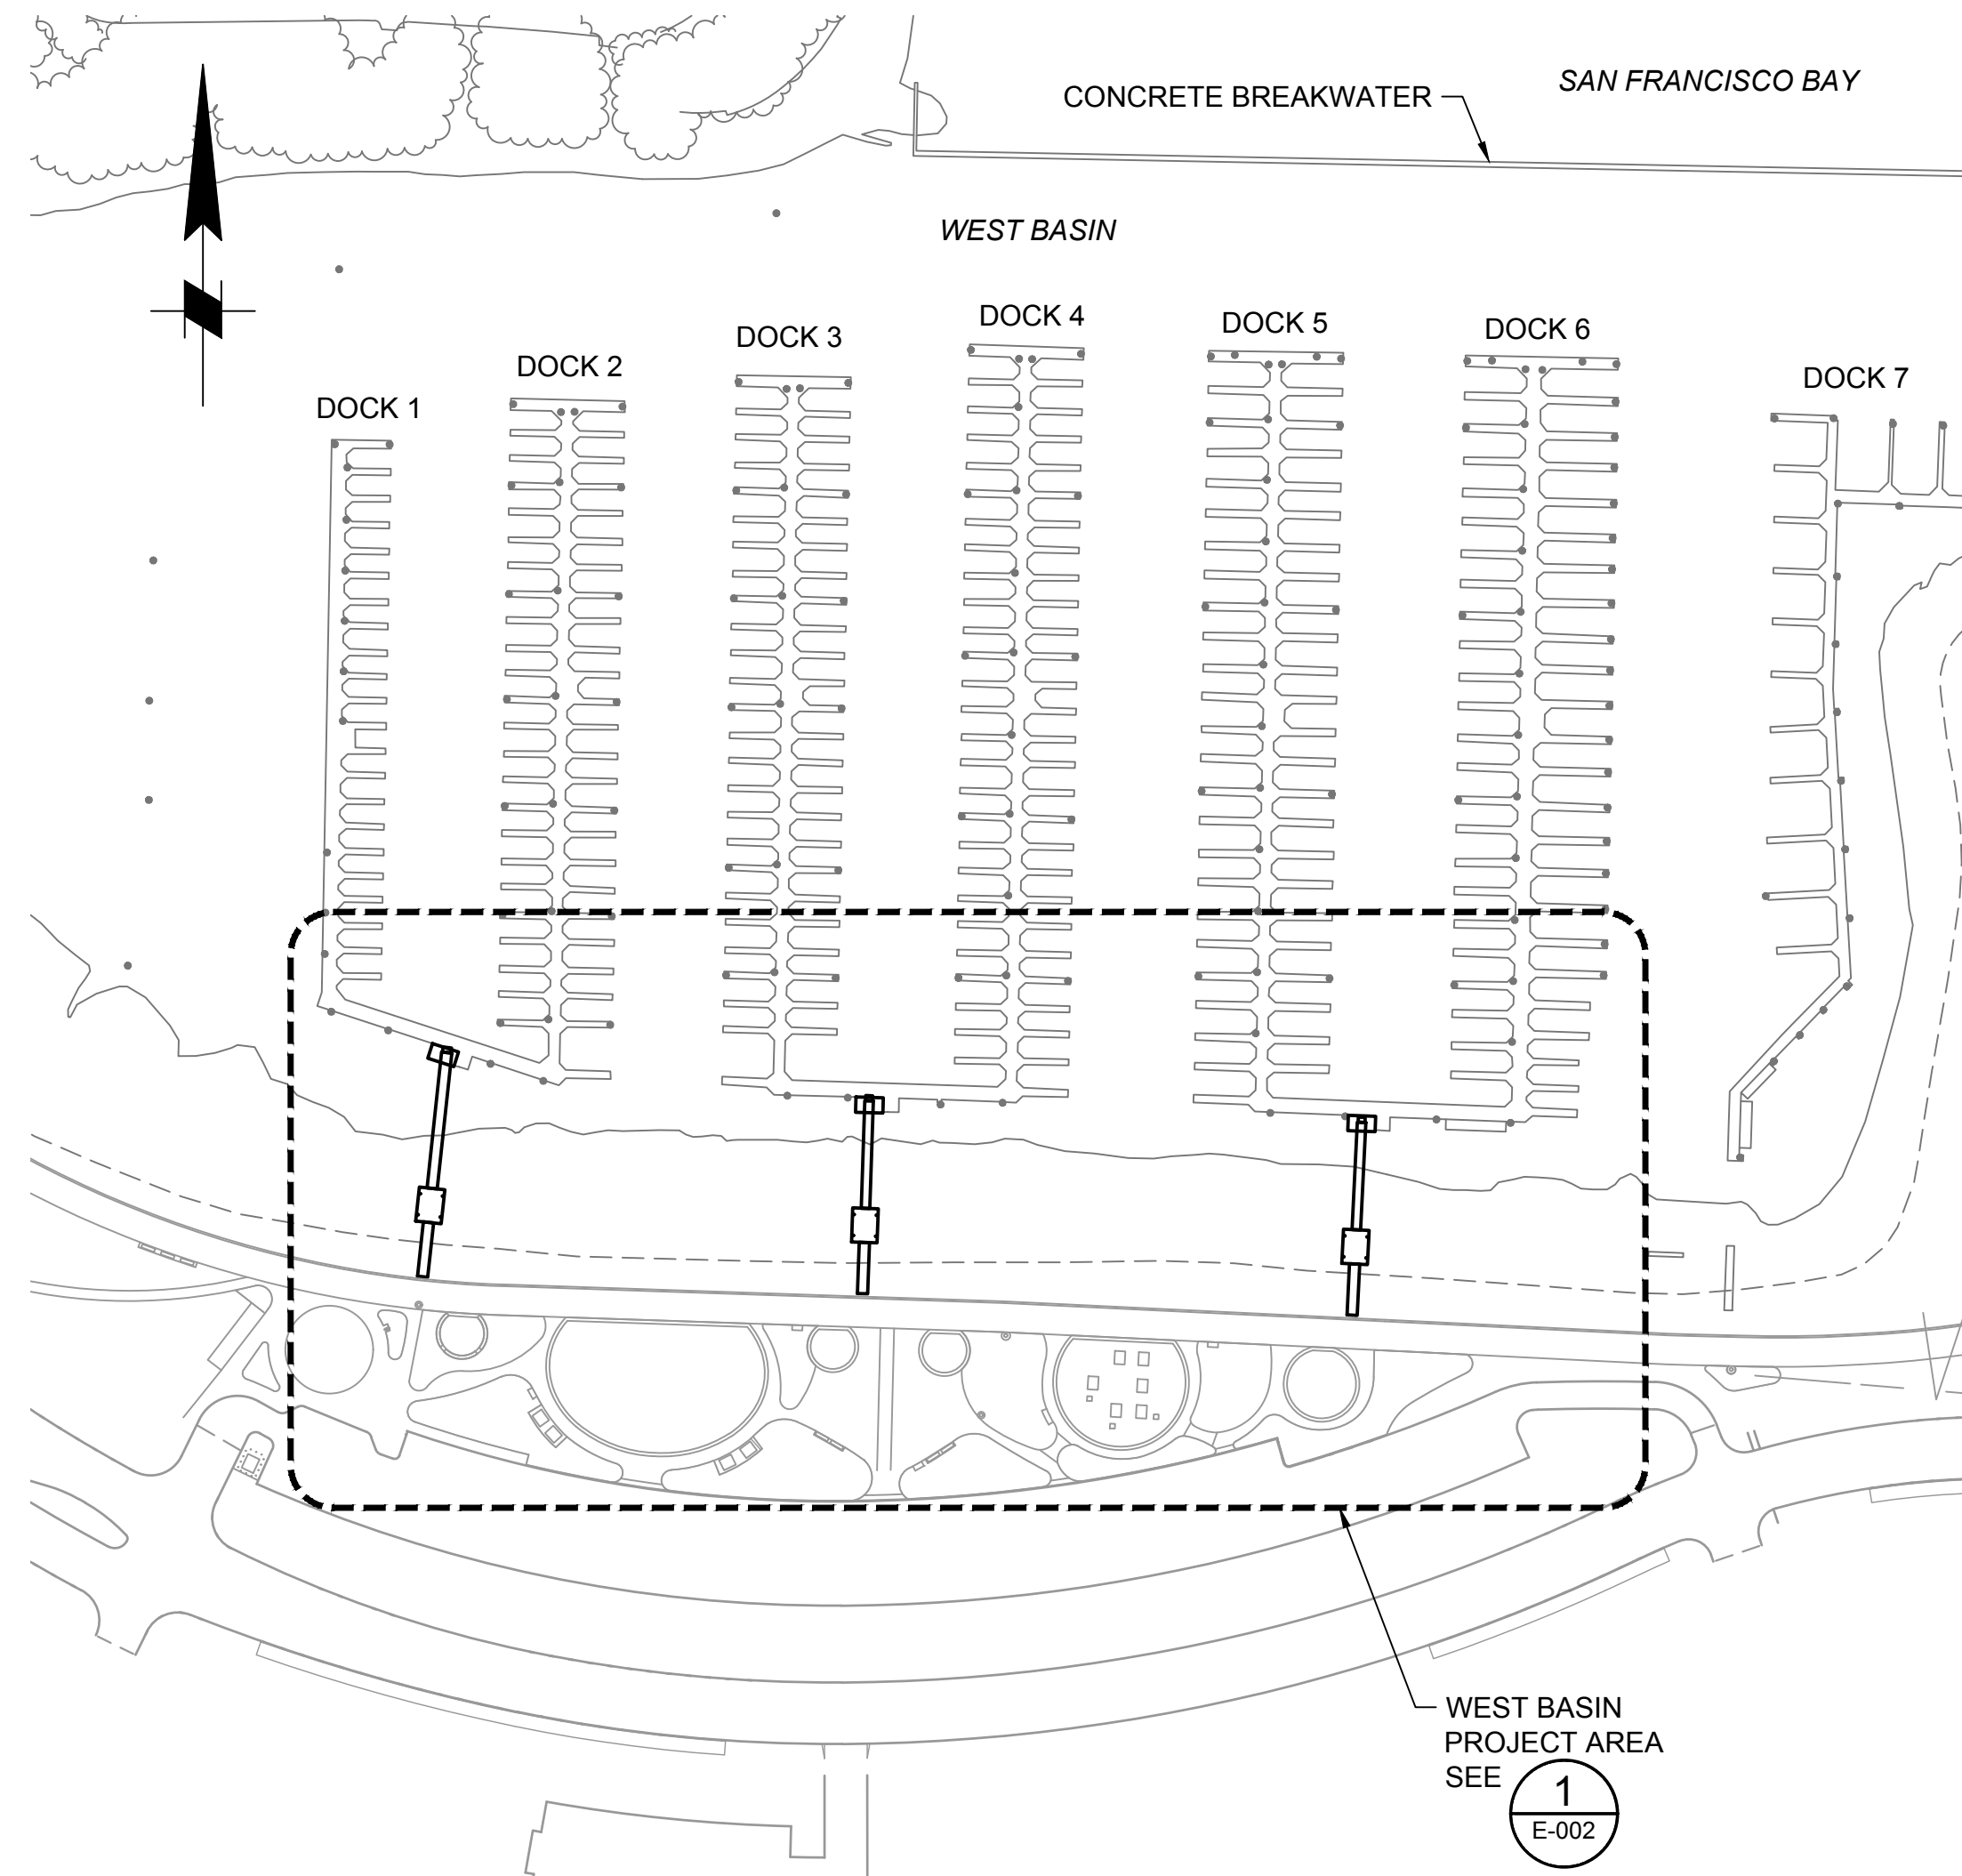 SAN FRANCISCO BAY
CONCRETE BREAKWATER
WEST BASIN
DOCK 1
DOCK 2
DOCK 3
DOCK 4
DOCK 5
DOCK 6
DOCK 7
WEST BASIN
PROJECT AREA
SEE
1
E-002